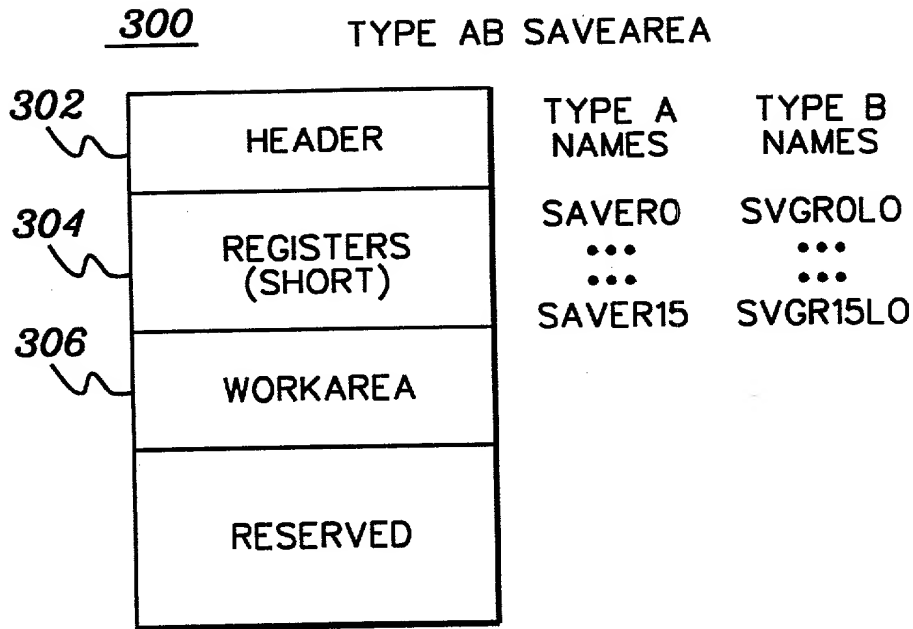 300 TYPE AB SAVEAREA
302
HEADER
TYPE A NAMES
TYPE B NAMES
304
REGISTERS
(SHORT)
SAVER0 SVGR0LO
••• •••
••• •••
SAVER15 SVGR15LO
306
WORKAREA
RESERVED